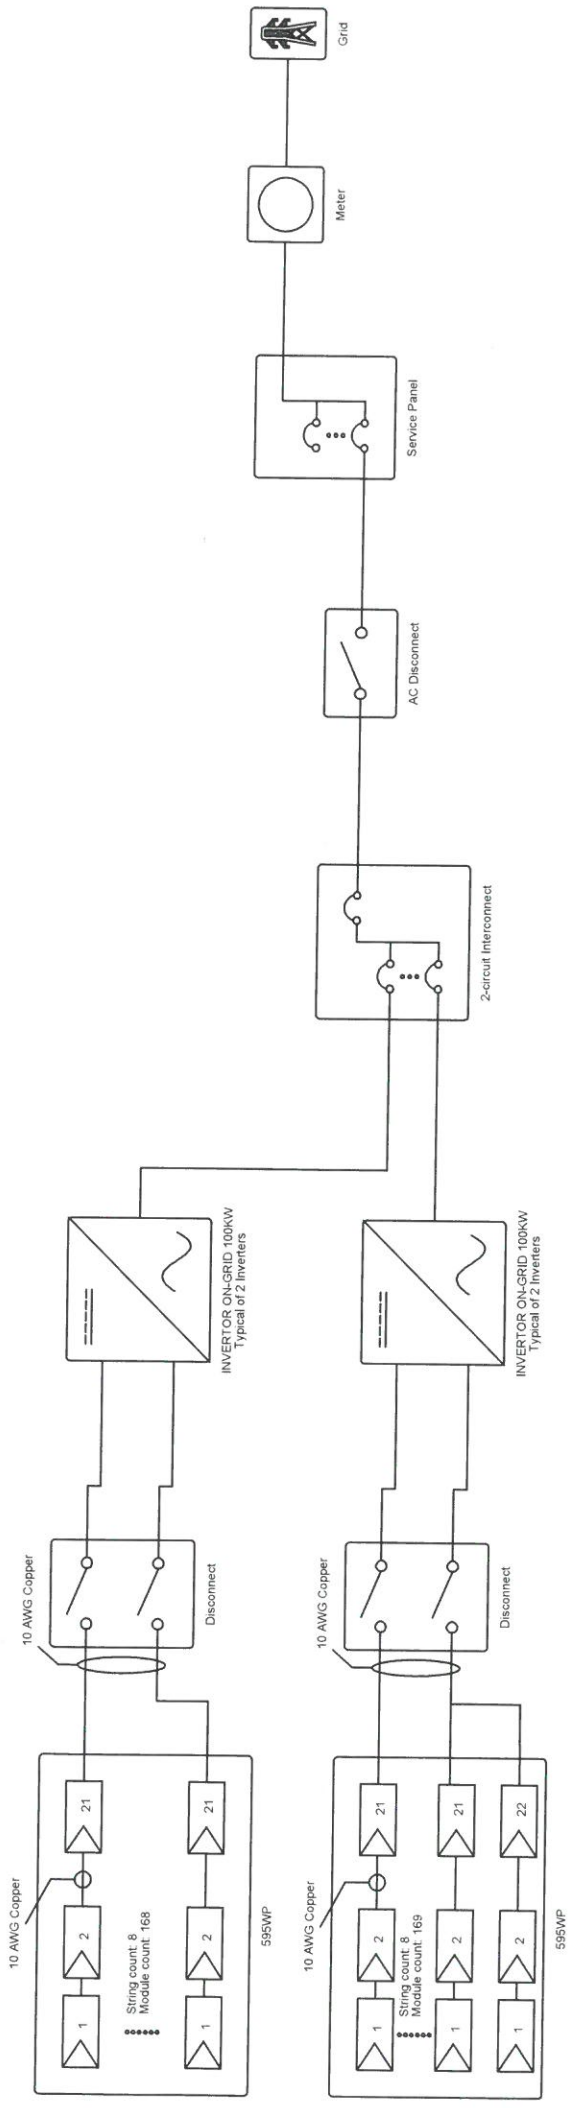 10 AWG Copper
1
2
21
String count: 8
Module count: 168
1
2
21
595WP
10 AWG Copper
Disconnect
INVERTOR ON-GRID 100KW
Typical of 2 Inverters
10 AWG Copper
1
2
21
String count: 8
Module count: 169
1
2
21
1
2
22
595WP
10 AWG Copper
Disconnect
INVERTOR ON-GRID 100KW
Typical of 2 Inverters
2-circuit Interconnect
AC Disconnect
Service Panel
Meter
Grid